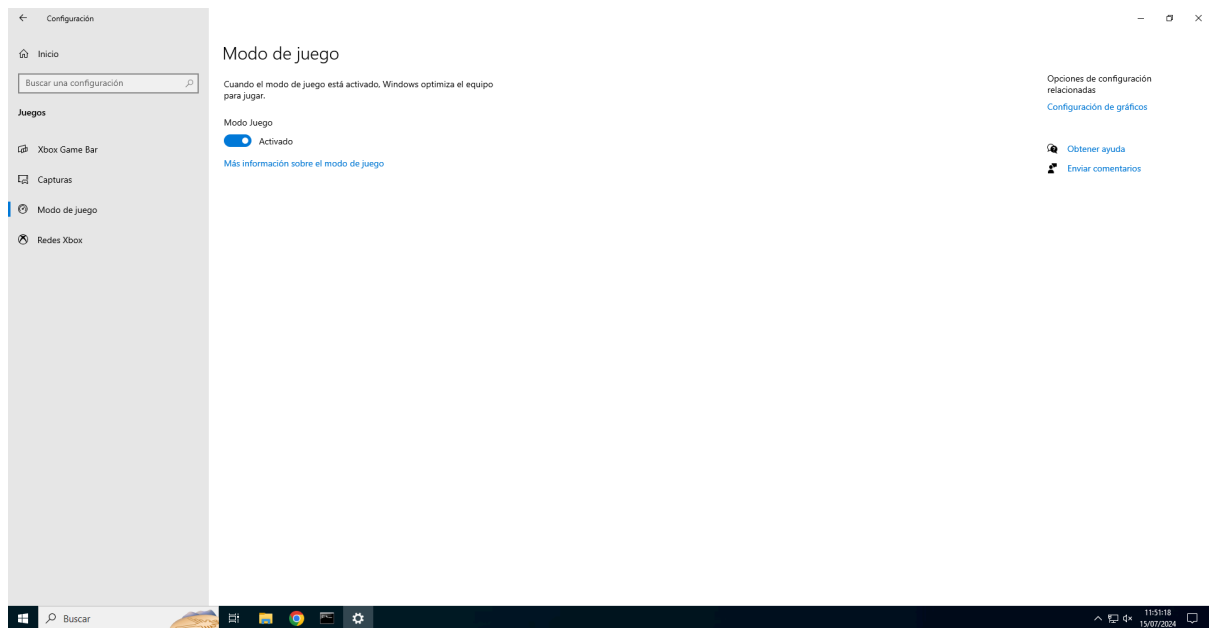 Configuración
Inicio
Buscar una configuración
Juegos
Xbox Game Bar
Capturas
Modo de juego
Redes Xbox
Modo de juego
Cuando el modo de juego está activado, Windows optimiza el equipo
para jugar.
Modo Juego
Activado
Más información sobre el modo de juego
Opciones de configuración
relacionadas
Configuración de gráficos
Obtener ayuda
Enviar comentarios
Buscar
11:51:18
15/07/2024